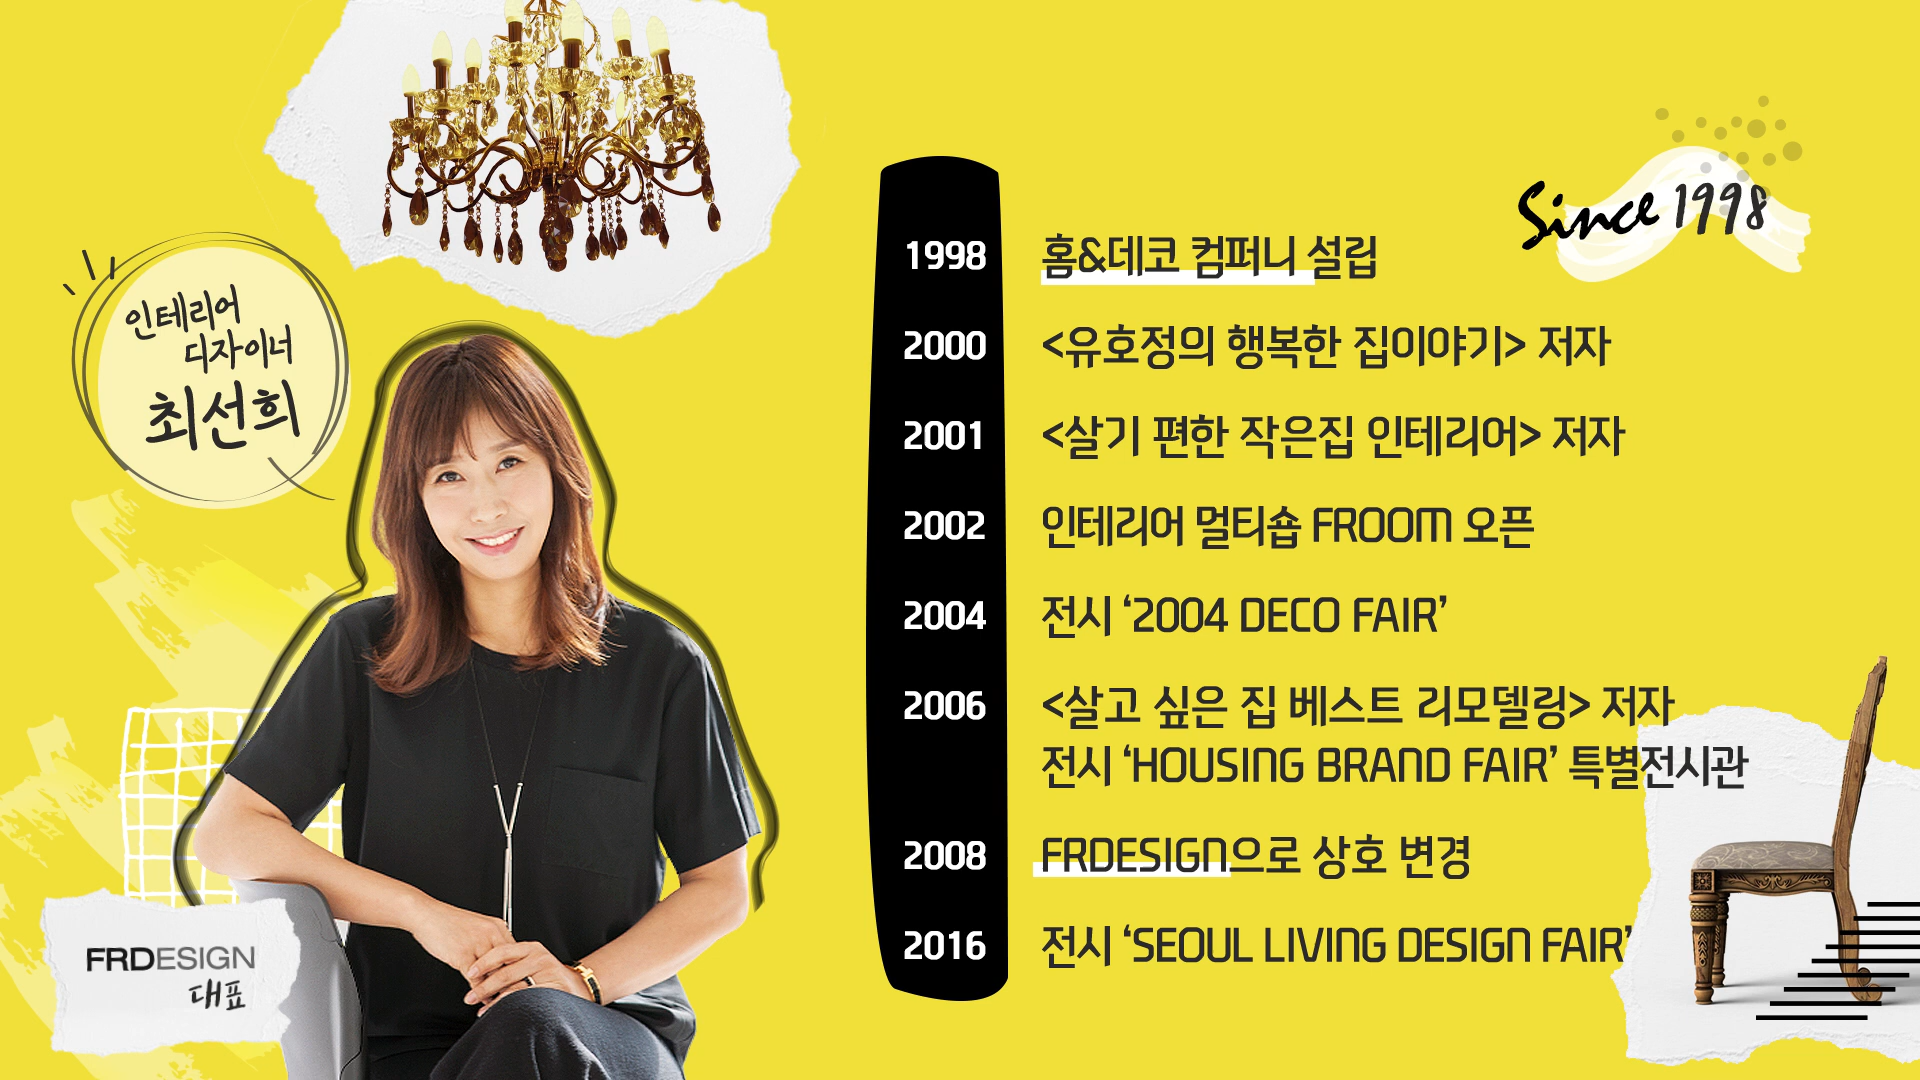 인테리어
디자이너
최선희
FRDESIGN
대표
Since 1998
1998 홈&데코 컴퍼니 설립
2000 <유호정의 행복한 집이야기> 저자
2001 <살기 편한 작은집 인테리어> 저자
2002 인테리어 멀티숍 FROOM 오픈
2004 전시 ‘2004 DECO FAIR’
2006 <살고 싶은 집 베스트 리모델링> 저자
전시 ‘HOUSING BRAND FAIR’ 특별전시관
2008 FRDESIGN으로 상호 변경
2016 전시 ‘SEOUL LIVING DESIGN FAIR’